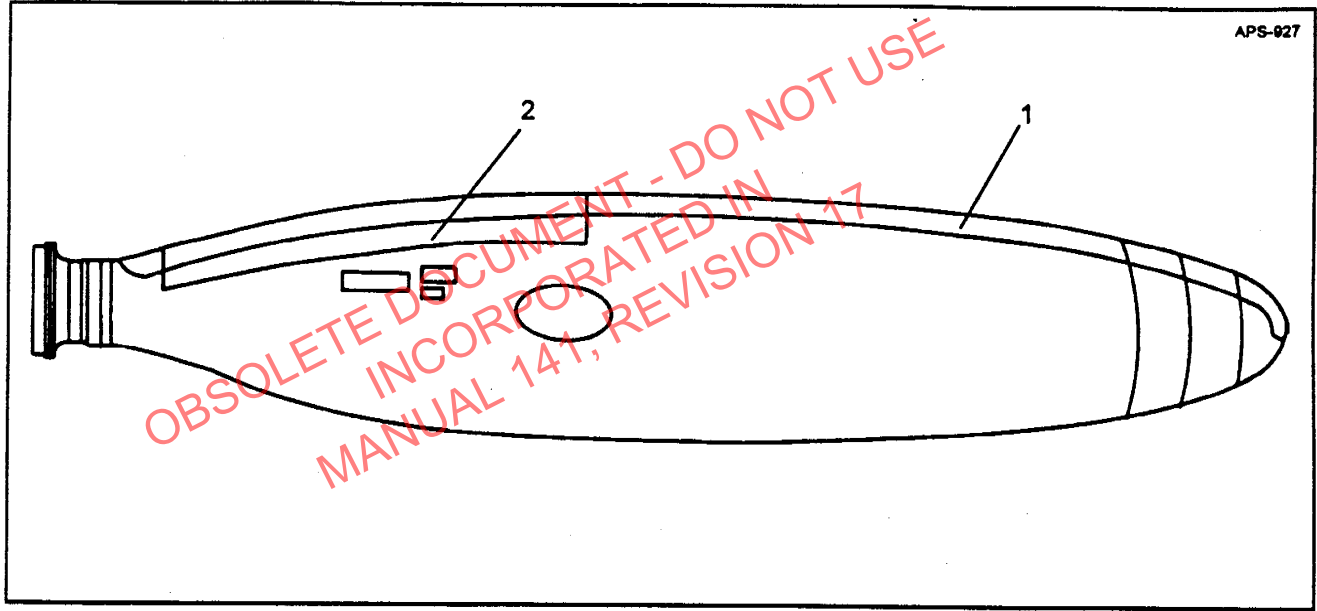 APS-927
2
1
OBSOLETE DOCUMENT - DO NOT USE
INCORPORATED IN
MANUAL 141, REVISION 17